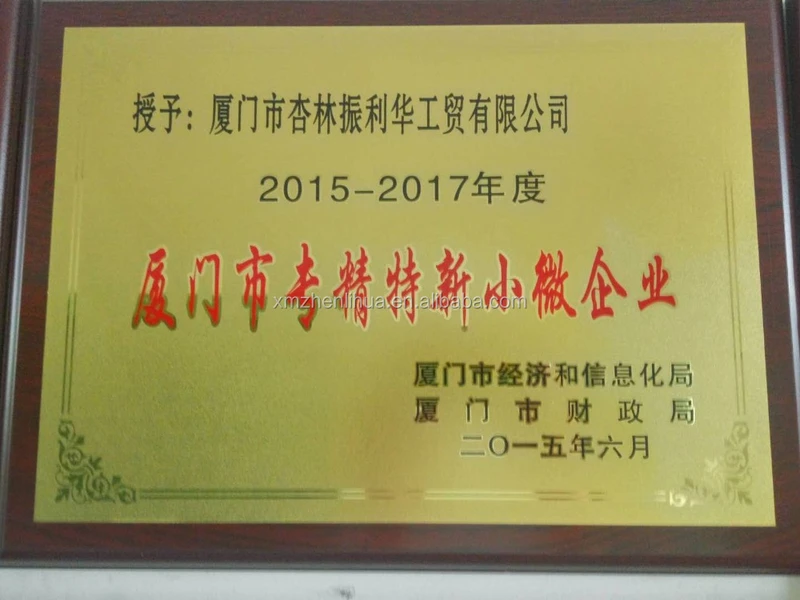 授予：厦门市杏林振利华工贸有限公司
2015-2017年度
厦门市专精特新小微企业
xmzhenlihua.en.alibaba.com
厦门市经济和信息化局
厦门市财政局
二〇一五年六月